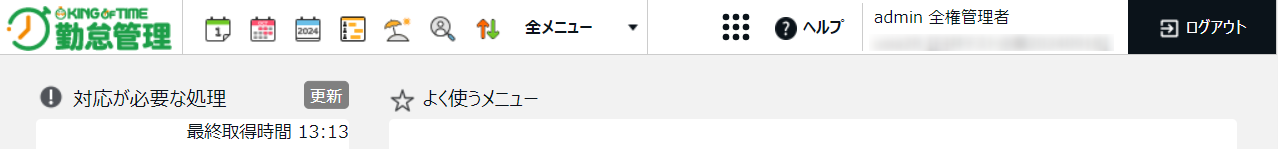 KING OF TIME
勤怠管理
1
2024
全メニュー
ヘルプ
admin 全権管理者
ログアウト
対応が必要な処理
更新
よく使うメニュー
最終取得時間 13:13